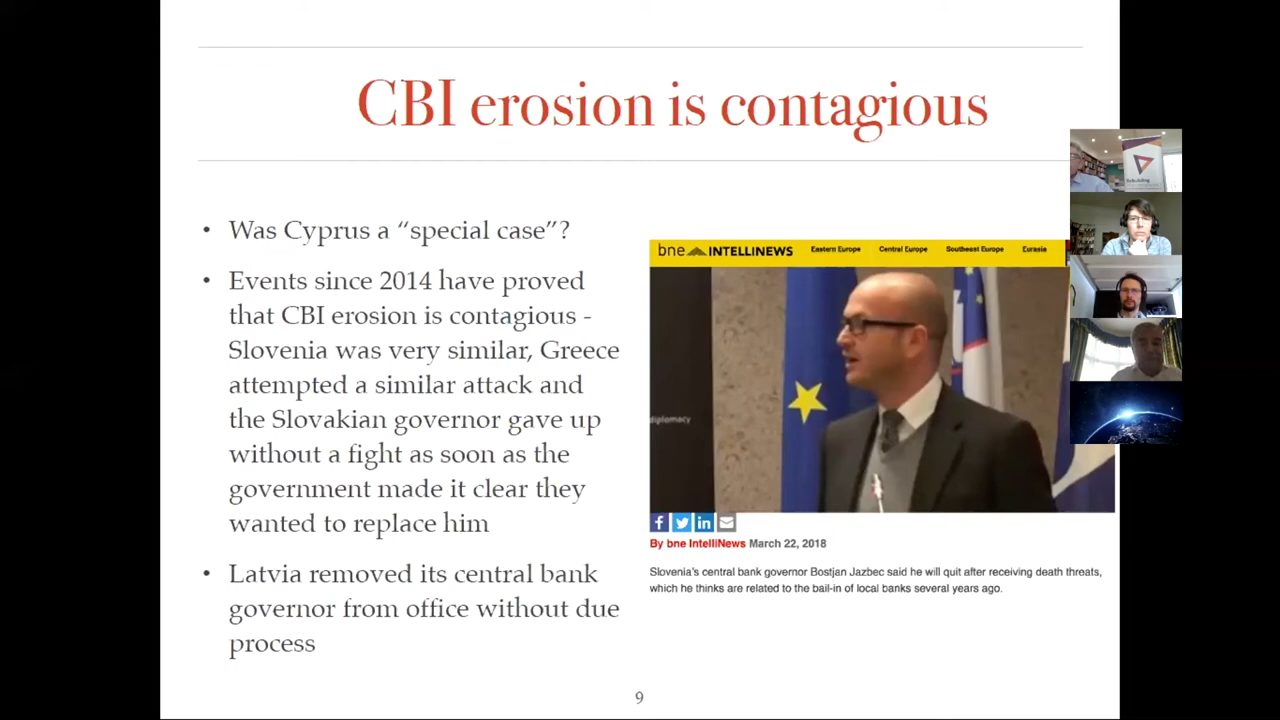 CBI erosion is contagious
• Was Cyprus a “special case”?
• Events since 2014 have proved
that CBI erosion is contagious -
Slovenia was very similar, Greece
attempted a similar attack and
the Slovakian governor gave up
without a fight as soon as the
government made it clear they
wanted to replace him
• Latvia removed its central bank
governor from office without due
process
bne INTELLINEWS Eastern Europe Central Europe Southeast Europe Eurasia
diplomacy
By bne IntelliNews March 22, 2018
Slovenia's central bank governor Bostjan Jazbec said he will quit after receiving death threats,
which he thinks are related to the bail-in of local banks several years ago.
9